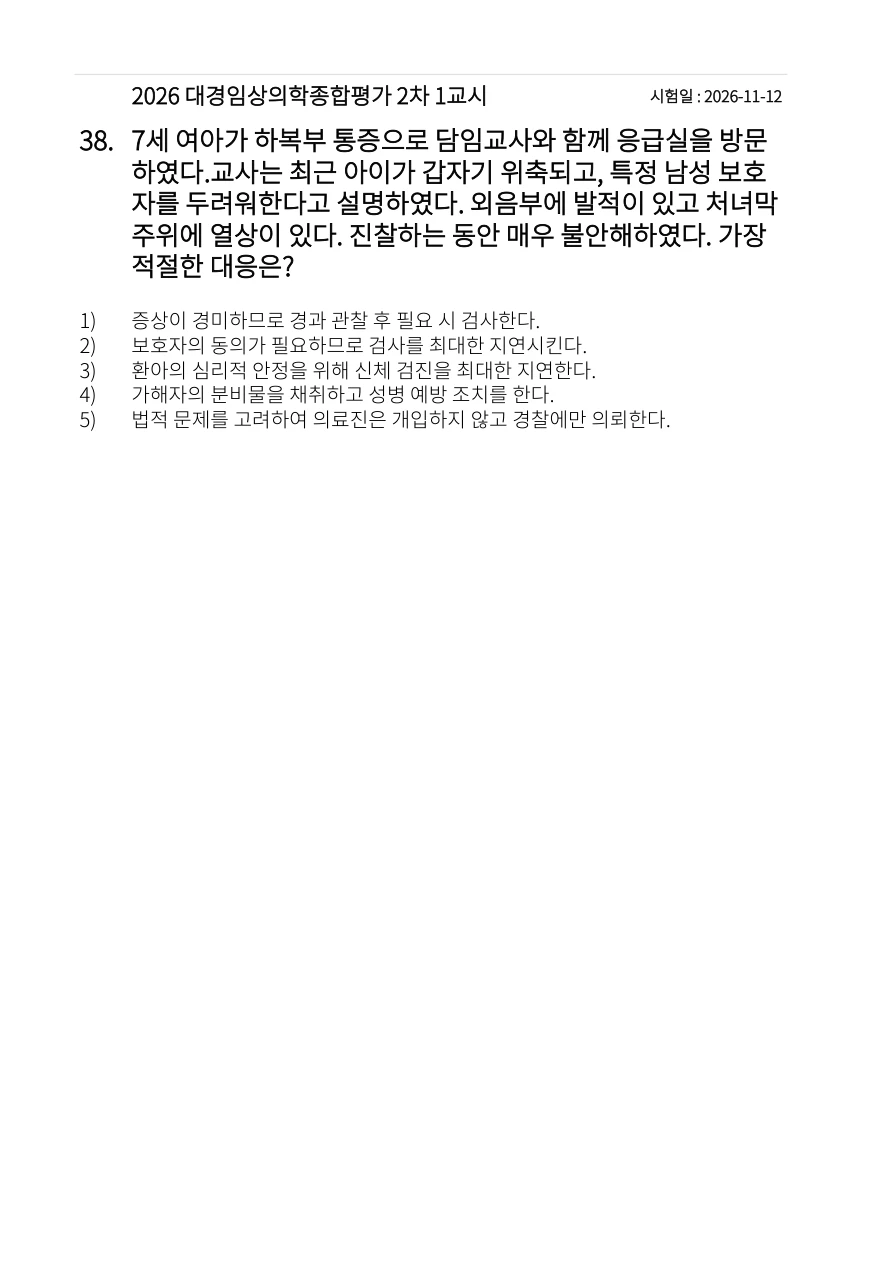 2026 대경임상의학종합평가 2차 1교시
시험일 : 2026-11-12
38. 7세 여아가 하복부 통증으로 담임교사와 함께 응급실을 방문
하였다.교사는 최근 아이가 갑자기 위축되고, 특정 남성 보호
자를 두려워한다고 설명하였다. 외음부에 발적이 있고 처녀막
주위에 열상이 있다. 진찰하는 동안 매우 불안해하였다. 가장
적절한 대응은?
1) 증상이 경미하므로 경과 관찰 후 필요 시 검사한다.
2) 보호자의 동의가 필요하므로 검사를 최대한 지연시킨다.
3) 환아의 심리적 안정을 위해 신체 검진을 최대한 지연한다.
4) 가해자의 분비물을 채취하고 성병 예방 조치를 한다.
5) 법적 문제를 고려하여 의료진은 개입하지 않고 경찰에만 의뢰한다.